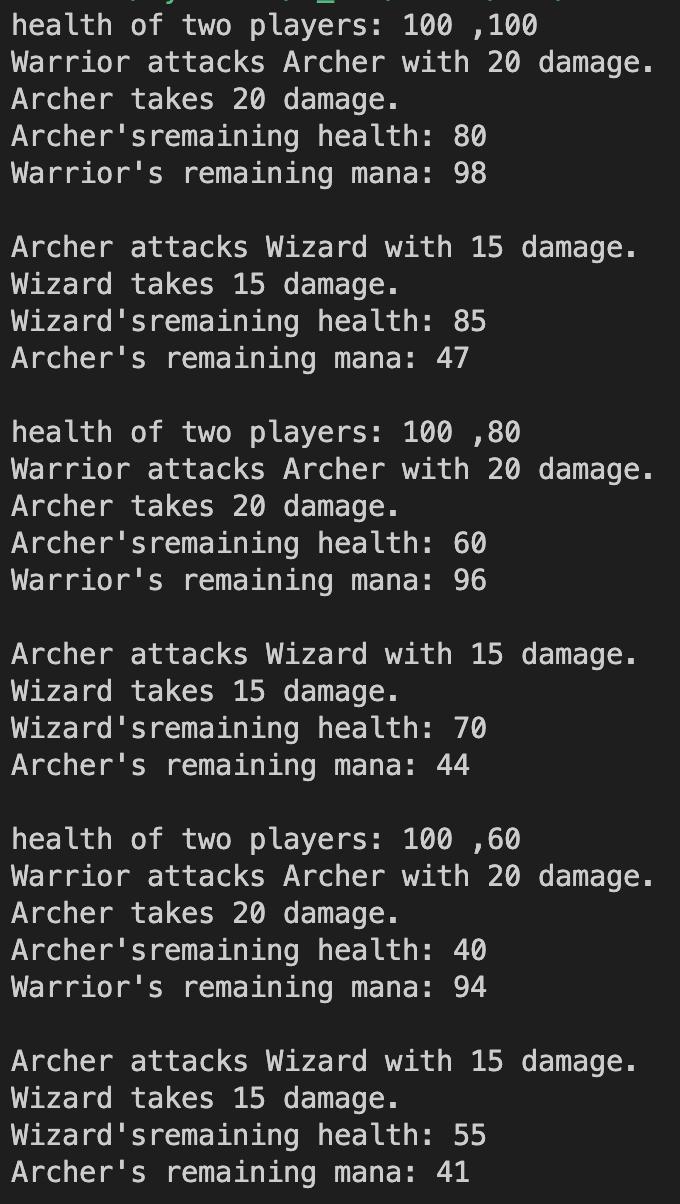 health of two players: 100 ,100
Warrior attacks Archer with 20 damage.
Archer takes 20 damage.
Archer'sremaining health: 80
Warrior's remaining mana: 98

Archer attacks Wizard with 15 damage.
Wizard takes 15 damage.
Wizard'sremaining health: 85
Archer's remaining mana: 47

health of two players: 100 ,80
Warrior attacks Archer with 20 damage.
Archer takes 20 damage.
Archer'sremaining health: 60
Warrior's remaining mana: 96

Archer attacks Wizard with 15 damage.
Wizard takes 15 damage.
Wizard'sremaining health: 70
Archer's remaining mana: 44

health of two players: 100 ,60
Warrior attacks Archer with 20 damage.
Archer takes 20 damage.
Archer'sremaining health: 40
Warrior's remaining mana: 94

Archer attacks Wizard with 15 damage.
Wizard takes 15 damage.
Wizard'sremaining health: 55
Archer's remaining mana: 41